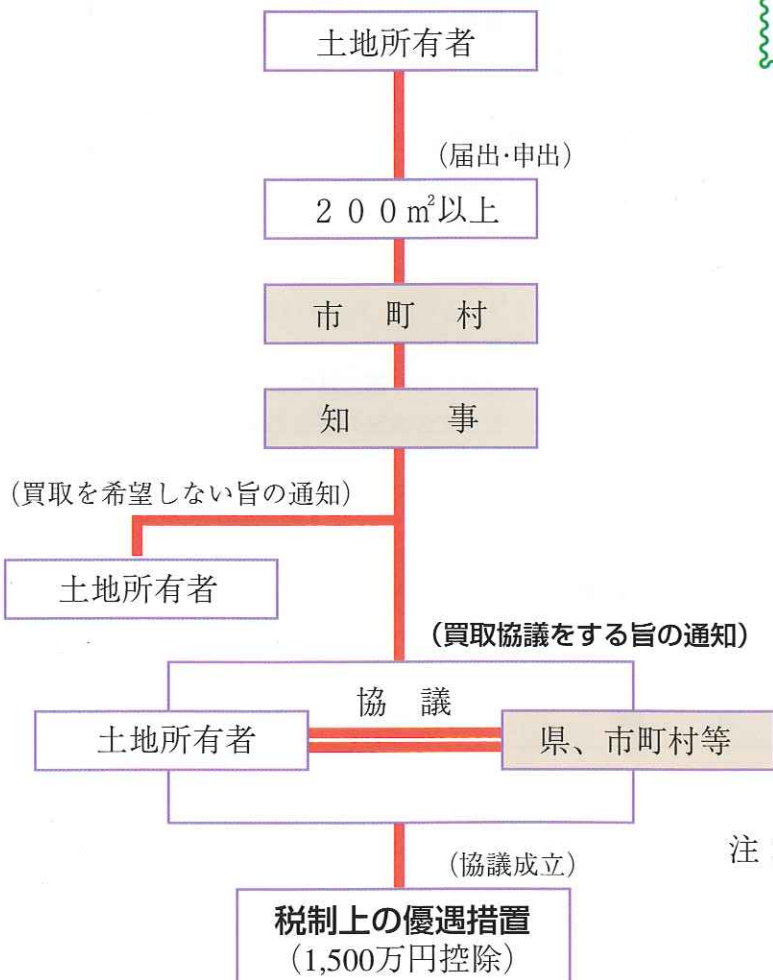 土地所有者
（届出・申出）
２００㎡以上
市町村
知事
（買取を希望しない旨の通知）
土地所有者
（買取協議をする旨の通知）
協議
土地所有者
県、市町村等
（協議成立）
注
税制上の優遇措置
（1,500万円控除）